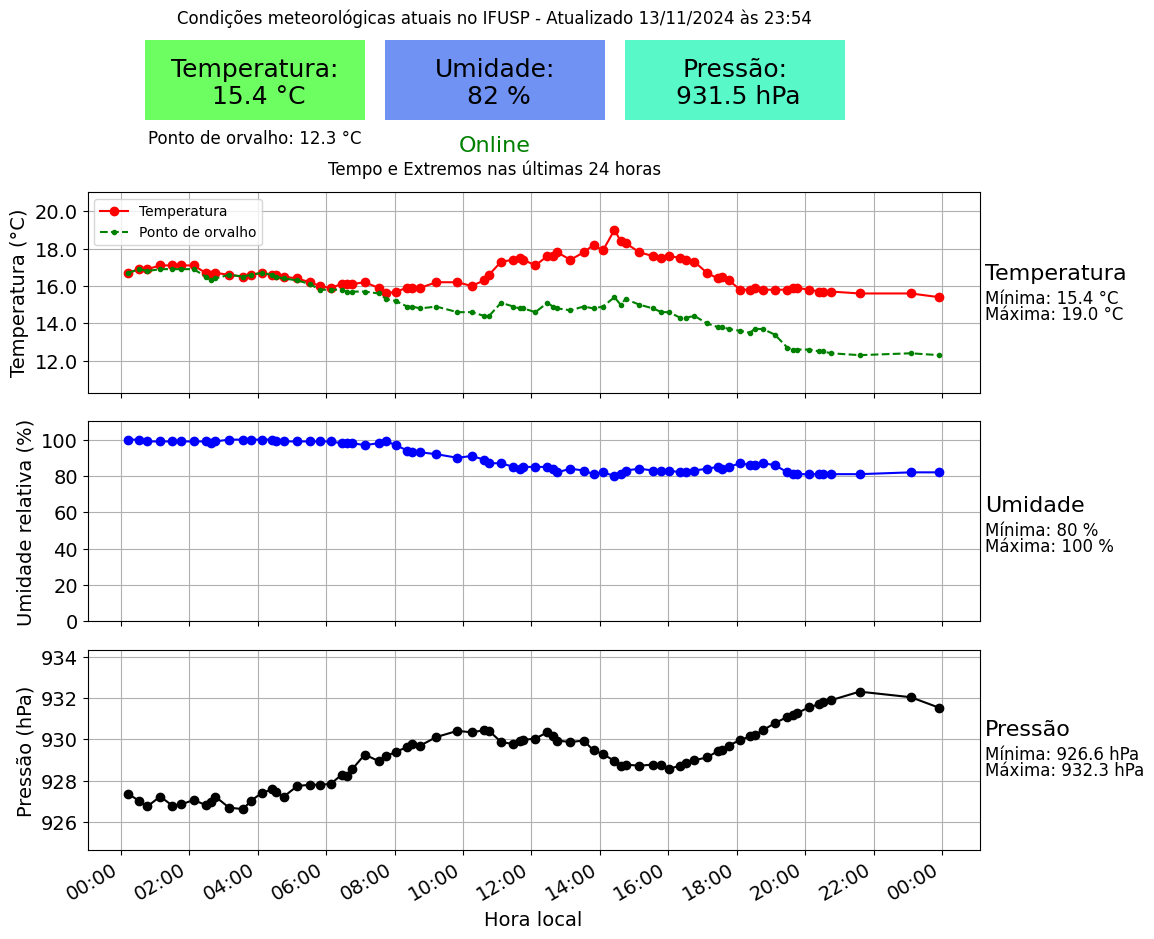 Condições meteorológicas atuais no IFUSP - Atualizado 13/11/2024 às 23:54
Temperatura:
15.4 °C
Umidade:
82 %
Pressão:
931.5 hPa
Ponto de orvalho: 12.3 °C
Online
Tempo e Extremos nas últimas 24 horas
Temperatura (°C)
20.0
18.0
16.0
14.0
12.0
Temperatura
Ponto de orvalho
Temperatura
Mínima: 15.4 °C
Máxima: 19.0 °C
Umidade relativa (%)
100
80
60
40
20
0
Umidade
Mínima: 80 %
Máxima: 100 %
Pressão (hPa)
934
932
930
928
926
Pressão
Mínima: 926.6 hPa
Máxima: 932.3 hPa
00:00 02:00 04:00 06:00 08:00 10:00 12:00 14:00 16:00 18:00 20:00 22:00 00:00
Hora local